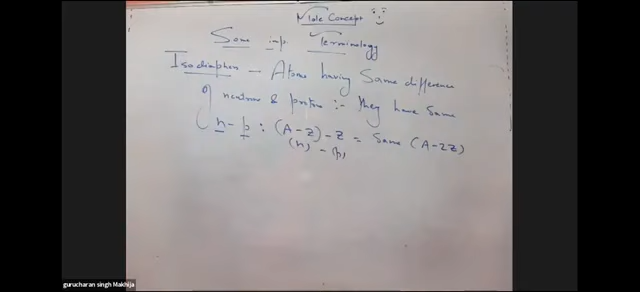 Mole Concept
Some imp. Terminology
Isodiaphers — Atoms having same difference
of neutron & proton :- They have same
n - p : (A - Z) - Z = Same (A - 2Z)
(n) - (p)
gurucharan singh Makhija